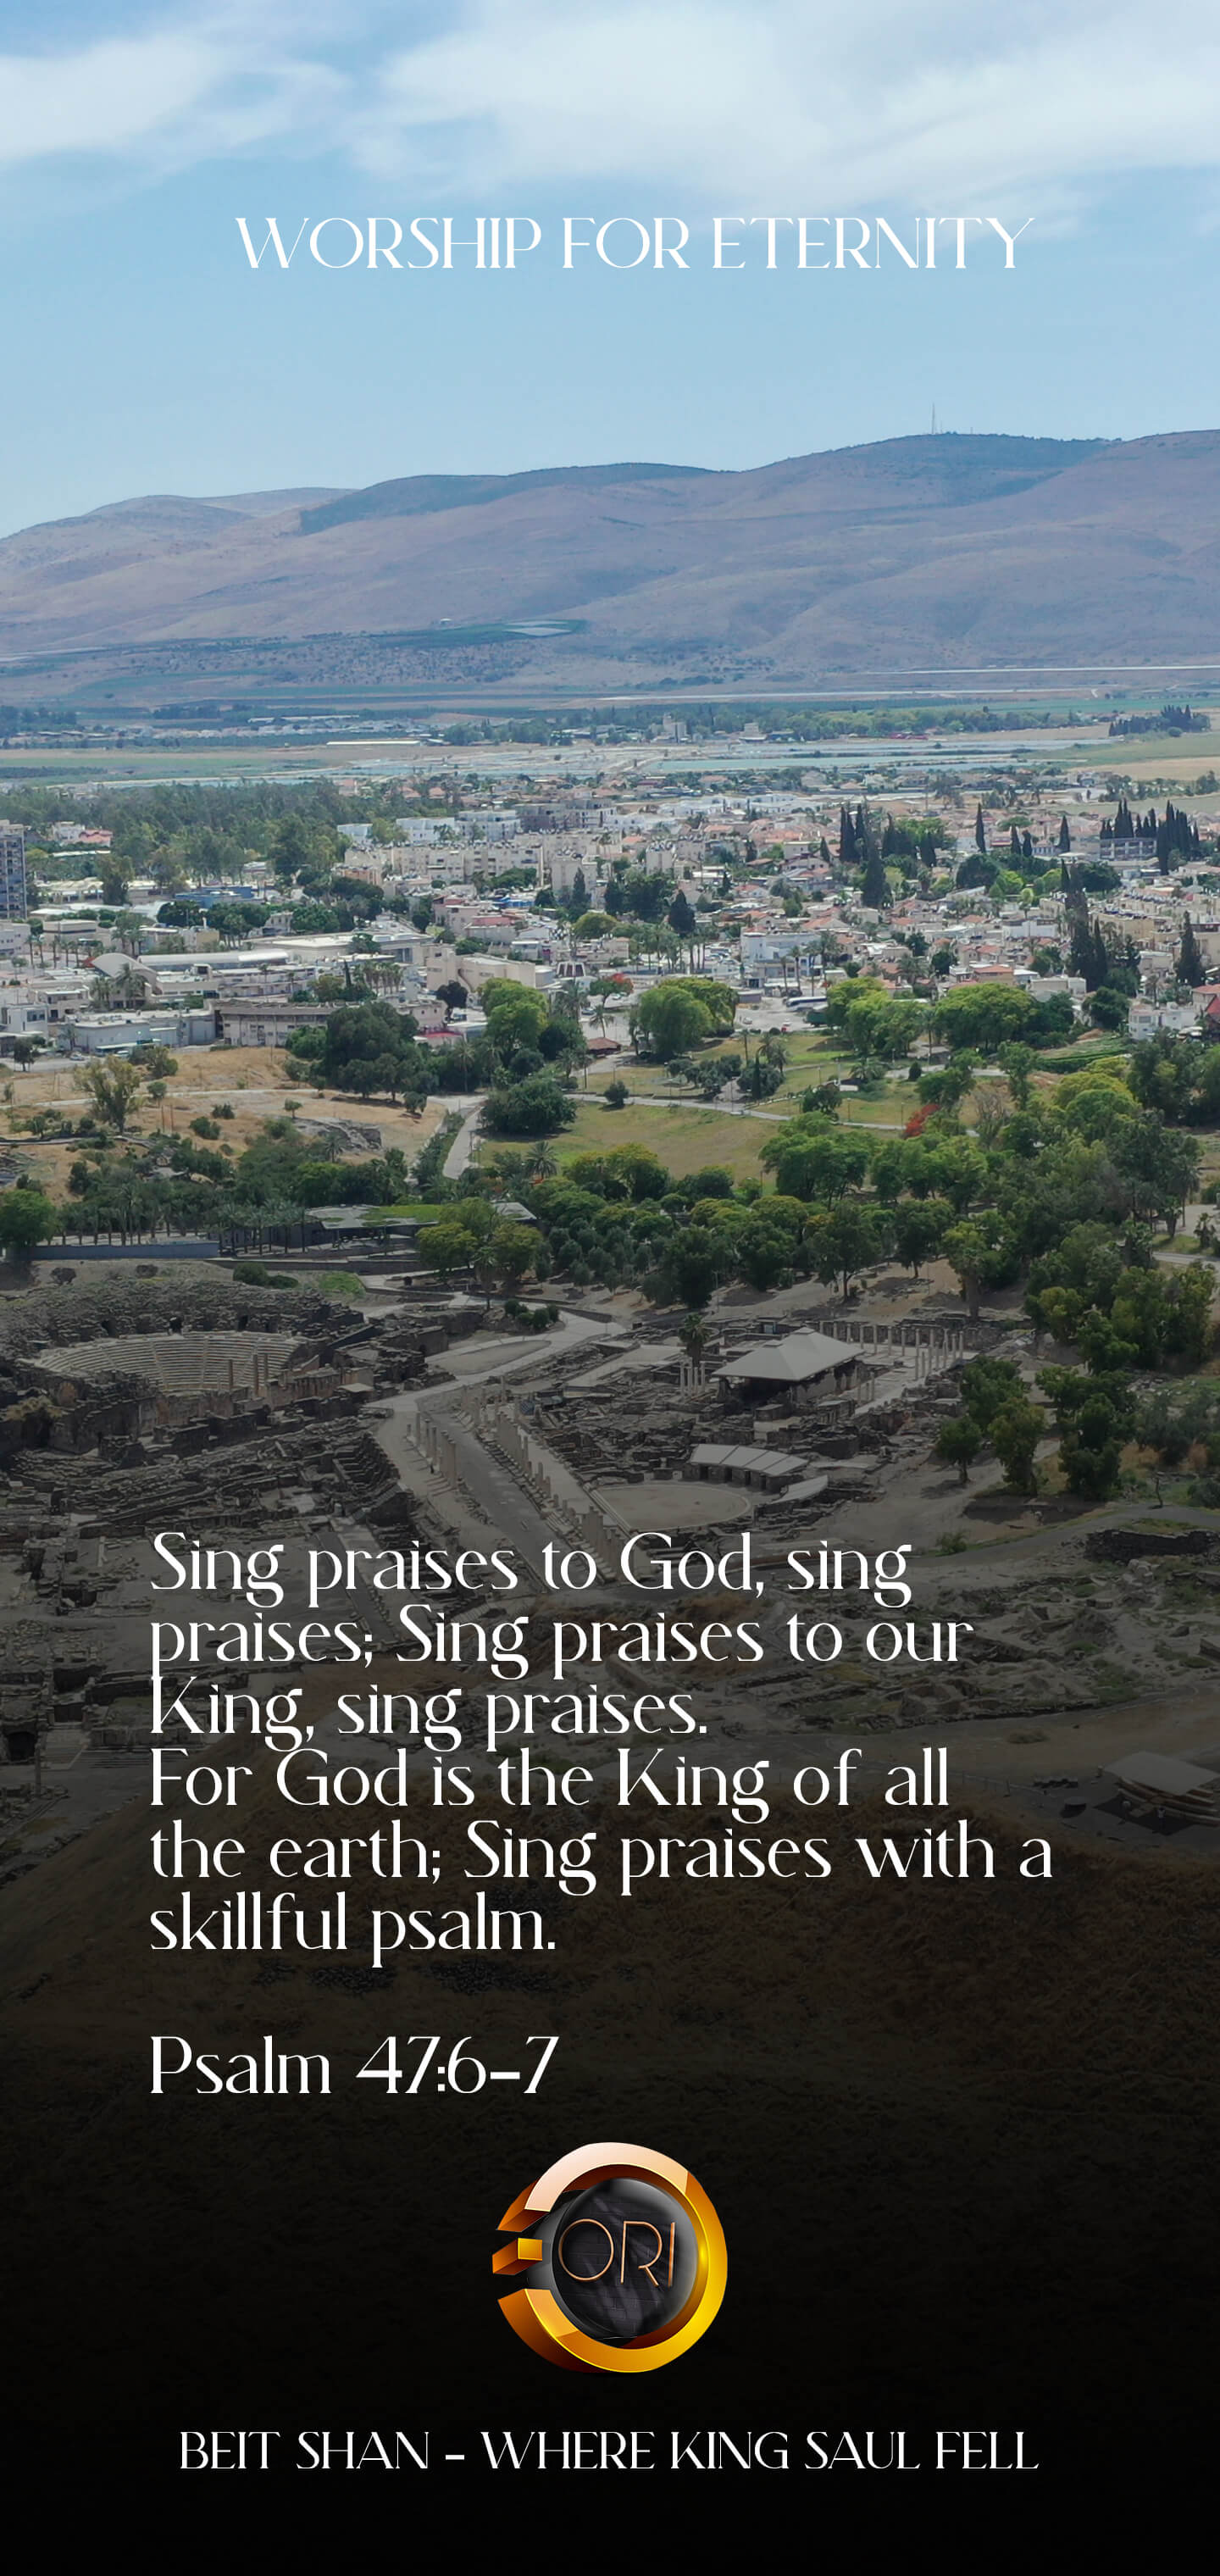 WORSHIP FOR ETERNITY
Sing praises to God, sing
praises; Sing praises to our
King, sing praises.
For God is the King of all
the earth; Sing praises with a
skillful psalm.
Psalm 47:6-7
ORI
BEIT SHAN - WHERE KING SAUL FELL